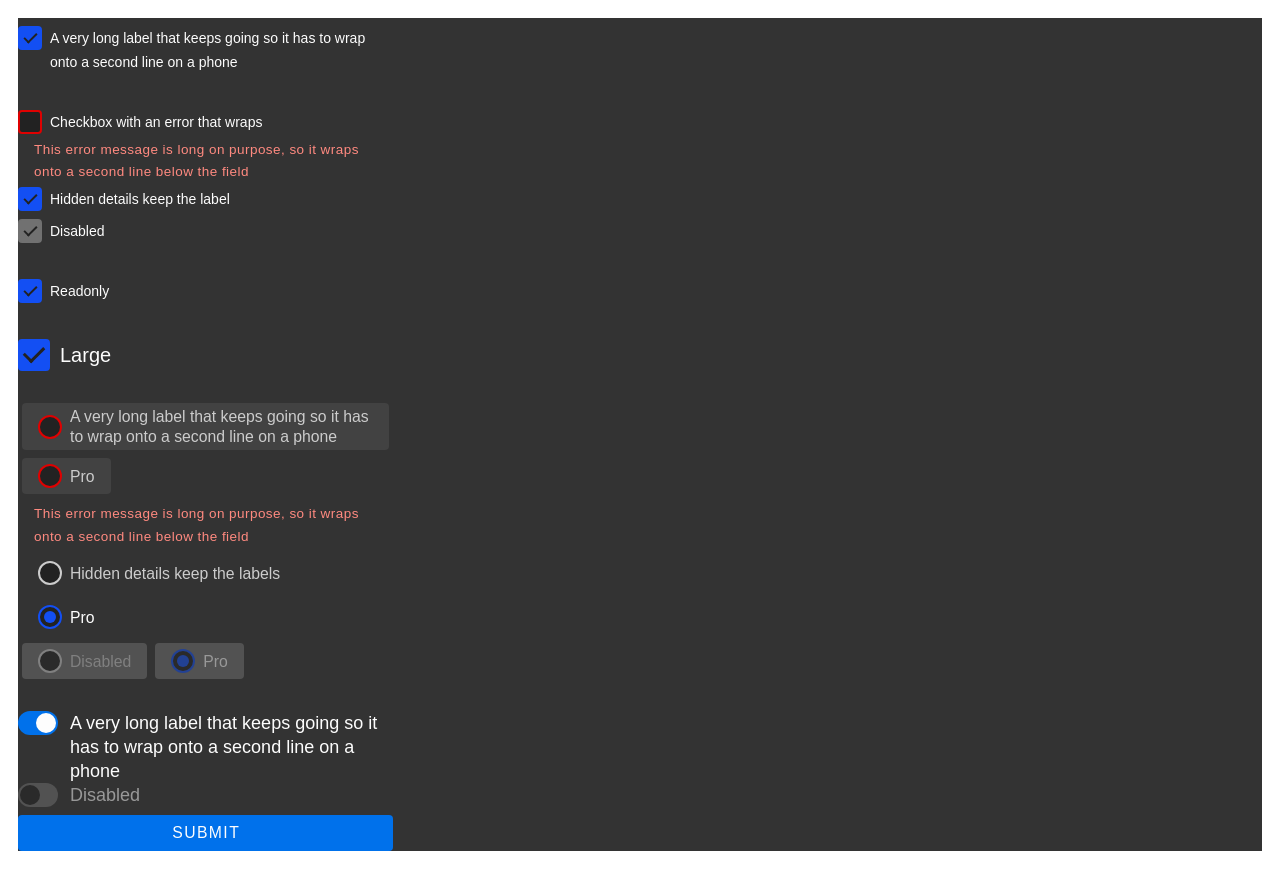 A very long label that keeps going so it has to wrap
onto a second line on a phone
Checkbox with an error that wraps
This error message is long on purpose, so it wraps
onto a second line below the field
Hidden details keep the label
Disabled
Readonly
Large
A very long label that keeps going so it has
to wrap onto a second line on a phone
Pro
This error message is long on purpose, so it wraps
onto a second line below the field
Hidden details keep the labels
Pro
Disabled Pro
A very long label that keeps going so it
has to wrap onto a second line on a
phone
Disabled
SUBMIT